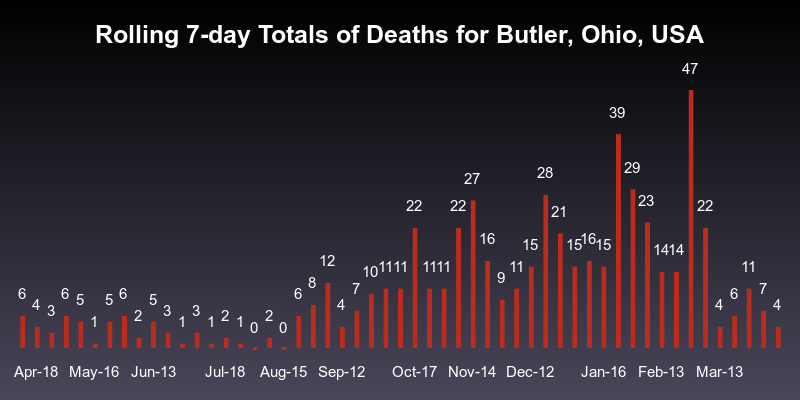 Rolling 7-day Totals of Deaths for Butler, Ohio, USA
6 4 3 6 5 1 5 6 2 5 3 1 3 1 2 1 0 2 0 6 8 12 4 7 10 11 11 22 11 11 22 27 16 9 11 15 28 21 15 16 15 39 29 23 14 14 47 22 4 6 11 7 4
Apr-18 May-16 Jun-13 Jul-18 Aug-15 Sep-12 Oct-17 Nov-14 Dec-12 Jan-16 Feb-13 Mar-13